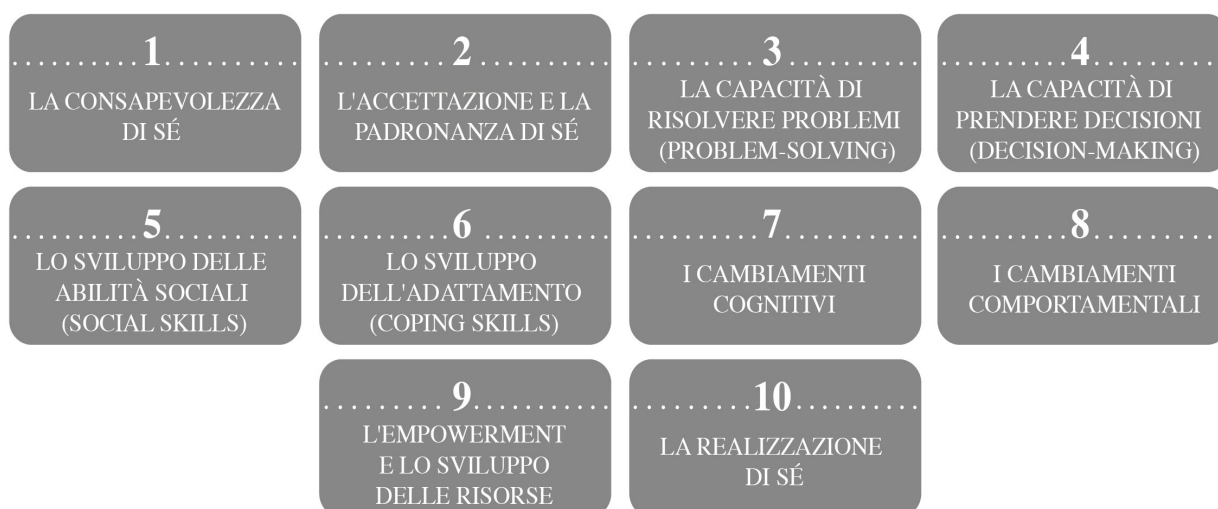 1
LA CONSAPEVOLEZZA
DI SÉ
2
L'ACCETTAZIONE E LA
PADRONANZA DI SÉ
3
LA CAPACITÀ DI
RISOLVERE PROBLEMI
(PROBLEM-SOLVING)
4
LA CAPACITÀ DI
PRENDERE DECISIONI
(DECISION-MAKING)
5
LO SVILUPPO DELLE
ABILITÀ SOCIALI
(SOCIAL SKILLS)
6
LO SVILUPPO
DELL'ADATTAMENTO
(COPING SKILLS)
7
I CAMBIAMENTI
COGNITIVI
8
I CAMBIAMENTI
COMPORTAMENTALI
9
L'EMPOWERMENT
E LO SVILUPPO
DELLE RISORSE
10
LA REALIZZAZIONE
DI SÉ